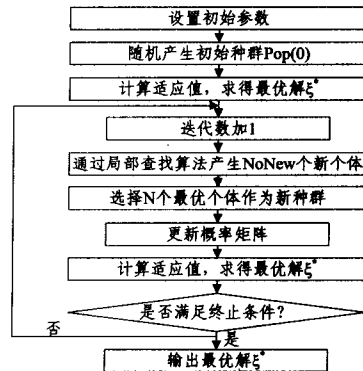 设置初始参数
随机产生初始种群Pop(0)
计算适应值，求得最优解ξ*
迭代数加1
通过局部查找算法产生NoNew个新个体
选择N个最优个体作为新种群
更新概率矩阵
计算适应值，求得最优解ξ*
是否满足终止条件?
否
是
输出最优解ξ*